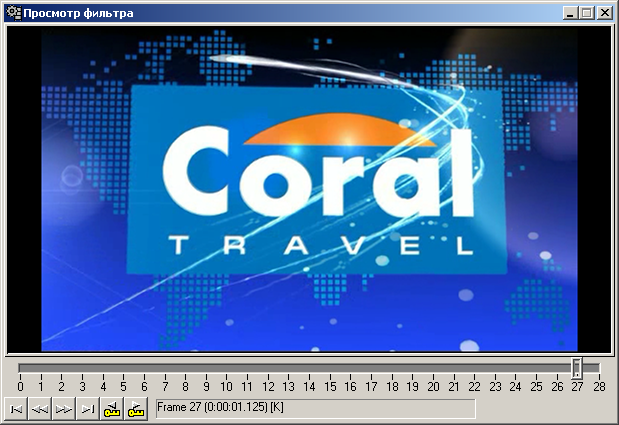 Просмотр фильтра
Coral
TRAVEL
0 1 2 3 4 5 6 7 8 9 10 11 12 13 14 15 16 17 18 19 20 21 22 23 24 25 26 27 28
Frame 27 (0:00:01.125) [K]